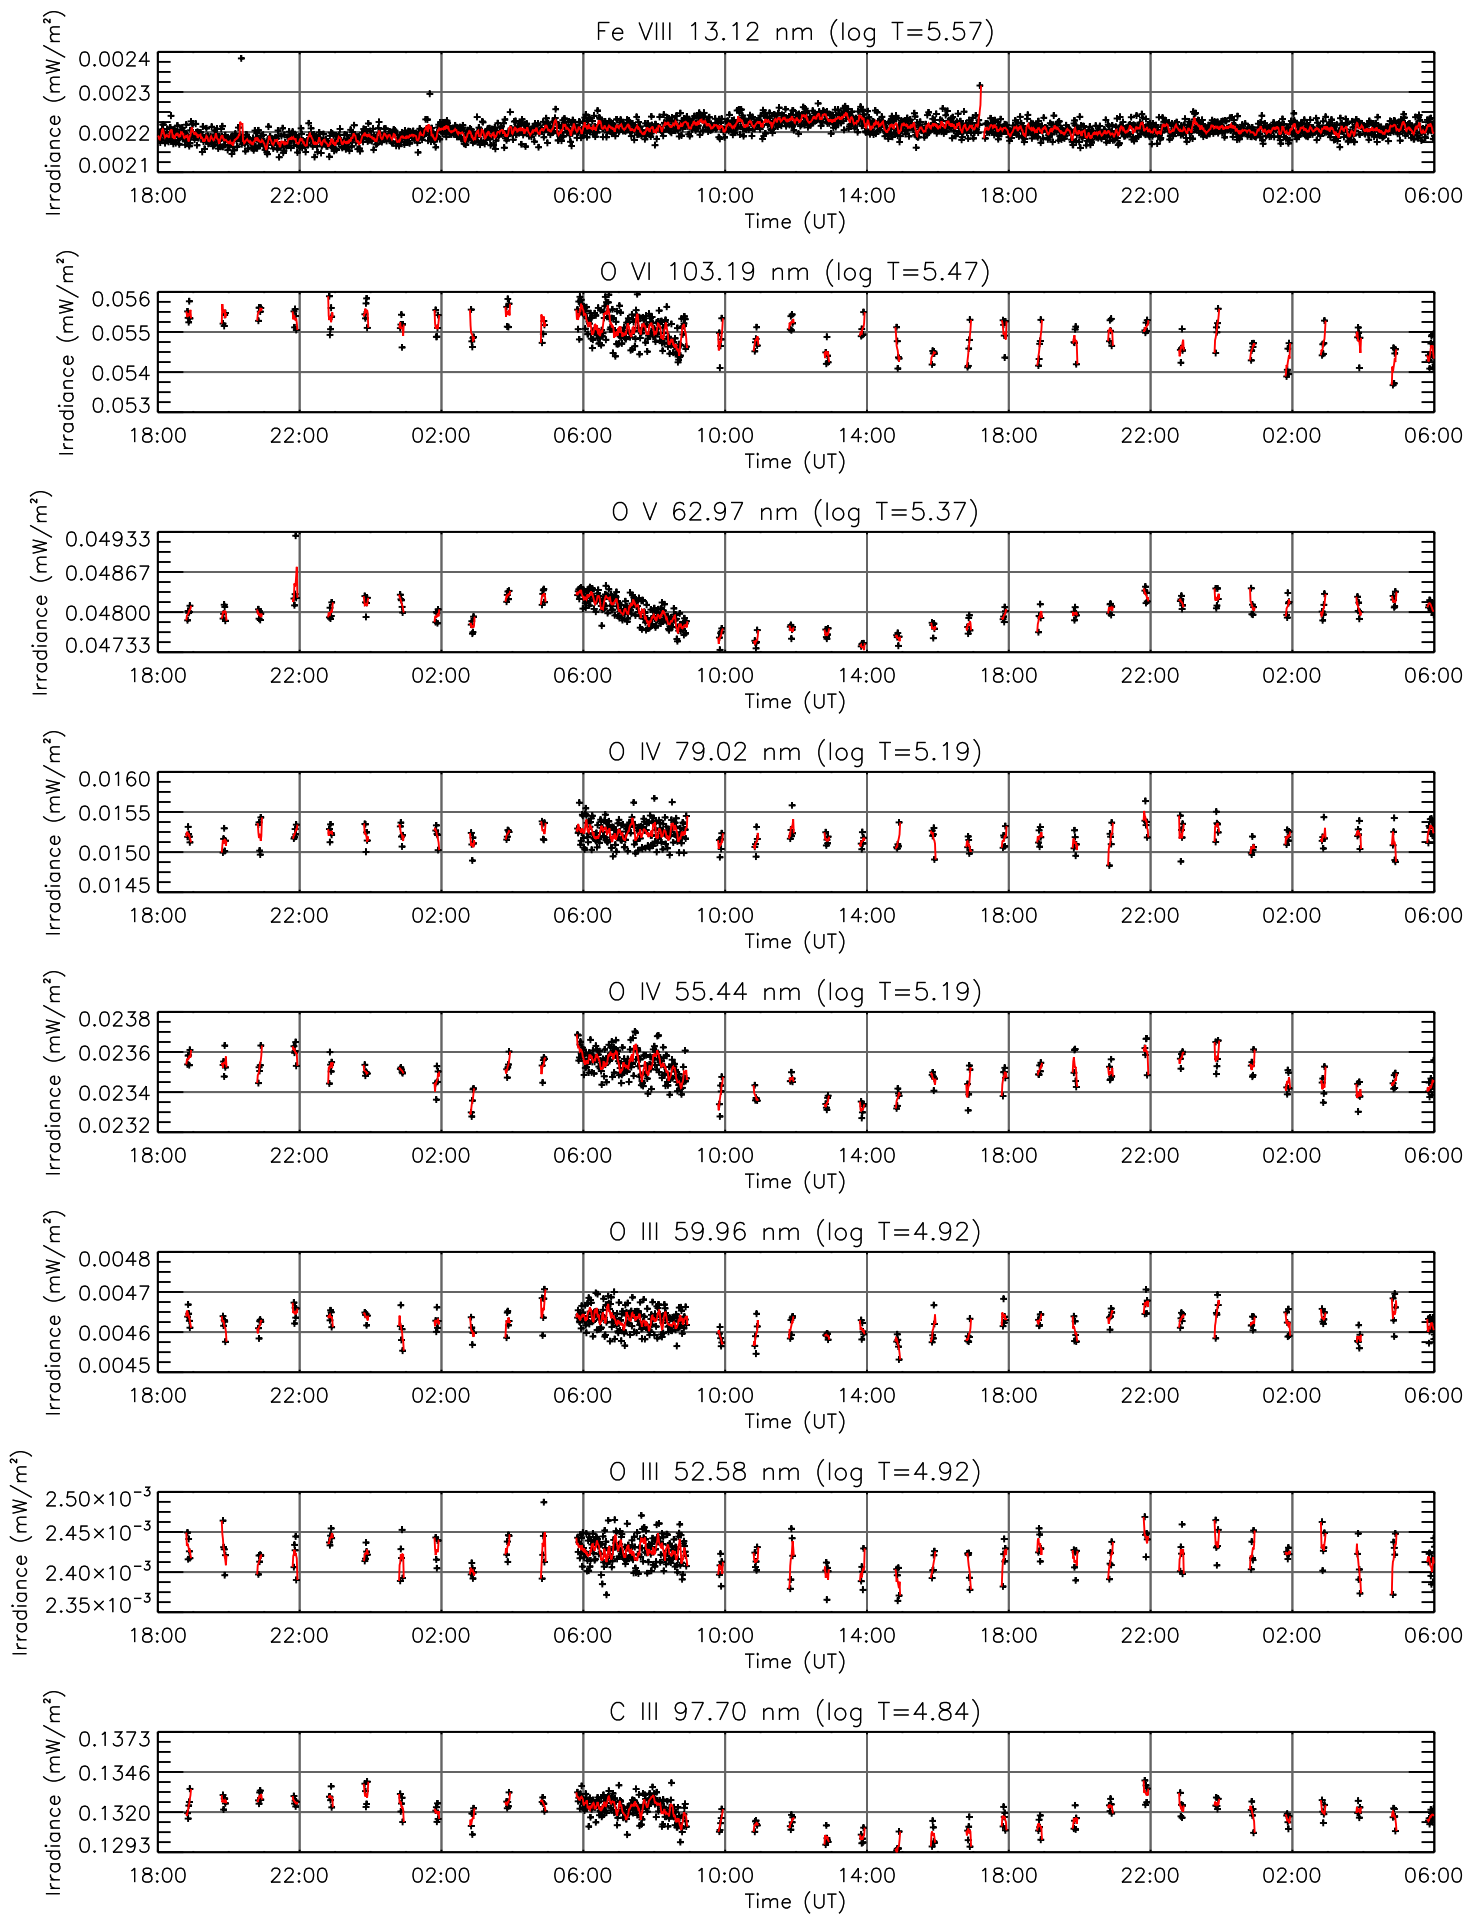 Fe VIII 13.12 nm (log T=5.57)
Irradiance (mW/m²)
0.0024
0.0023
0.0022
0.0021
18:00 22:00 02:00 06:00 10:00 14:00 18:00 22:00 02:00 06:00
Time (UT)
O VI 103.19 nm (log T=5.47)
Irradiance (mW/m²)
0.056
0.055
0.054
0.053
18:00 22:00 02:00 06:00 10:00 14:00 18:00 22:00 02:00 06:00
Time (UT)
O V 62.97 nm (log T=5.37)
Irradiance (mW/m²)
0.04933
0.04867
0.04800
0.04733
18:00 22:00 02:00 06:00 10:00 14:00 18:00 22:00 02:00 06:00
Time (UT)
O IV 79.02 nm (log T=5.19)
Irradiance (mW/m²)
0.0160
0.0155
0.0150
0.0145
18:00 22:00 02:00 06:00 10:00 14:00 18:00 22:00 02:00 06:00
Time (UT)
O IV 55.44 nm (log T=5.19)
Irradiance (mW/m²)
0.0238
0.0236
0.0234
0.0232
18:00 22:00 02:00 06:00 10:00 14:00 18:00 22:00 02:00 06:00
Time (UT)
O III 59.96 nm (log T=4.92)
Irradiance (mW/m²)
0.0048
0.0047
0.0046
0.0045
18:00 22:00 02:00 06:00 10:00 14:00 18:00 22:00 02:00 06:00
Time (UT)
O III 52.58 nm (log T=4.92)
Irradiance (mW/m²)
2.50×10⁻³
2.45×10⁻³
2.40×10⁻³
2.35×10⁻³
18:00 22:00 02:00 06:00 10:00 14:00 18:00 22:00 02:00 06:00
Time (UT)
C III 97.70 nm (log T=4.84)
Irradiance (mW/m²)
0.1373
0.1346
0.1320
0.1293
18:00 22:00 02:00 06:00 10:00 14:00 18:00 22:00 02:00 06:00
Time (UT)